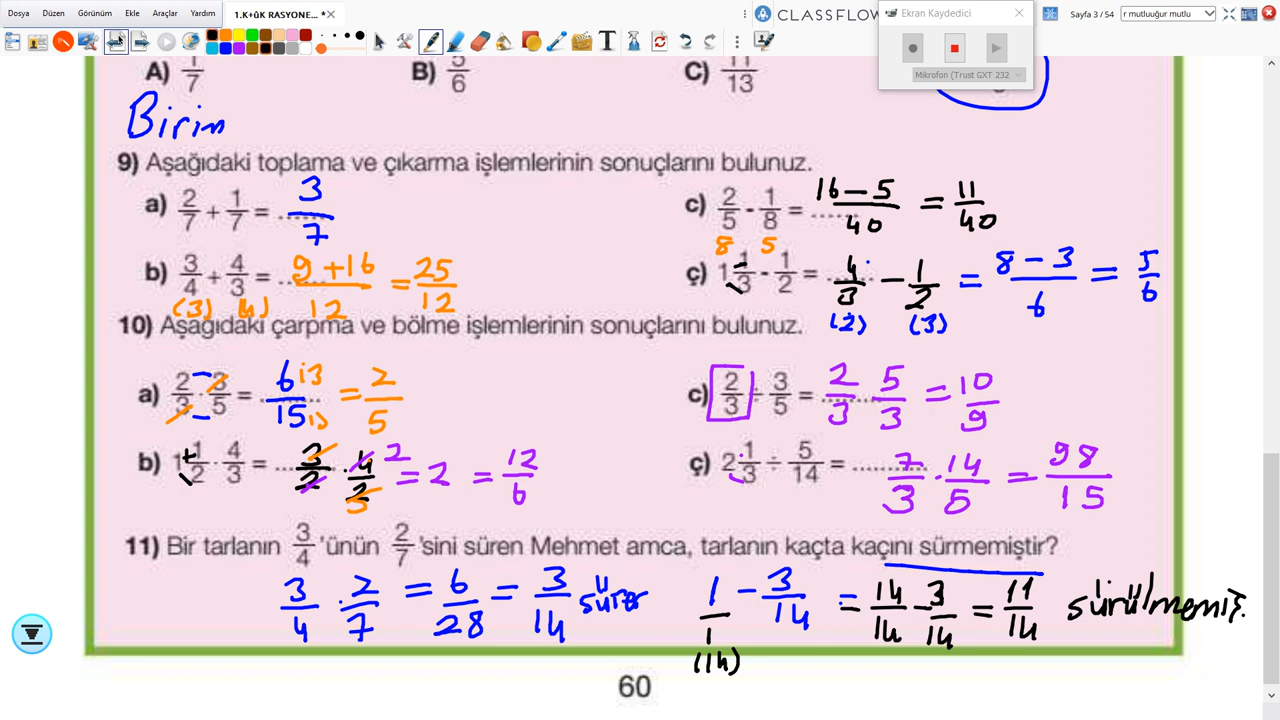 Dosya Düzen Görünüm Ekle Araçlar Yardım
1.K+ûK RASYONE... *
CLASSFLOW
Ekran Kaydedici
Mikrofon (Trust GXT 232
Sayfa 3 / 54
r mutluuğur mutlu
A) 1/7 B) 5/6 C) 11/13
Birim
9) Aşağıdaki toplama ve çıkarma işlemlerinin sonuçlarını bulunuz.
a) 2/7 + 1/7 = ........ 3/7
c) 2/5 - 1/8 = ........ 16-5/40 = 11/40
8 5
b) 3/4 + 4/3 = ........ 9+16/12 = 25/12
(3) (4)
ç) 1 1/3 - 1/2 = ........ 4/3 - 1/2 = 8-3/6 = 5/6
(2) (3)
10) Aşağıdaki çarpma ve bölme işlemlerinin sonuçlarını bulunuz.
a) 2/3 · 3/5 = ........ 6/15 = 2/5
c) 2/3 ÷ 3/5 = ........ 2/3 · 5/3 = 10/9
b) 1 1/2 · 4/3 = ........ = 2 = 12/6
ç) 2 1/3 ÷ 5/14 = ........... 7/3 · 14/5 = 98/15
11) Bir tarlanın 3/4 'ünün 2/7 'sini süren Mehmet amca, tarlanın kaçta kaçını sürmemiştir?
3/4 · 2/7 = 6/28 = 3/14 sürer 1/1 - 3/14 = 14/14 - 3/14 = 11/14 sürülmemiş.
(14)
60